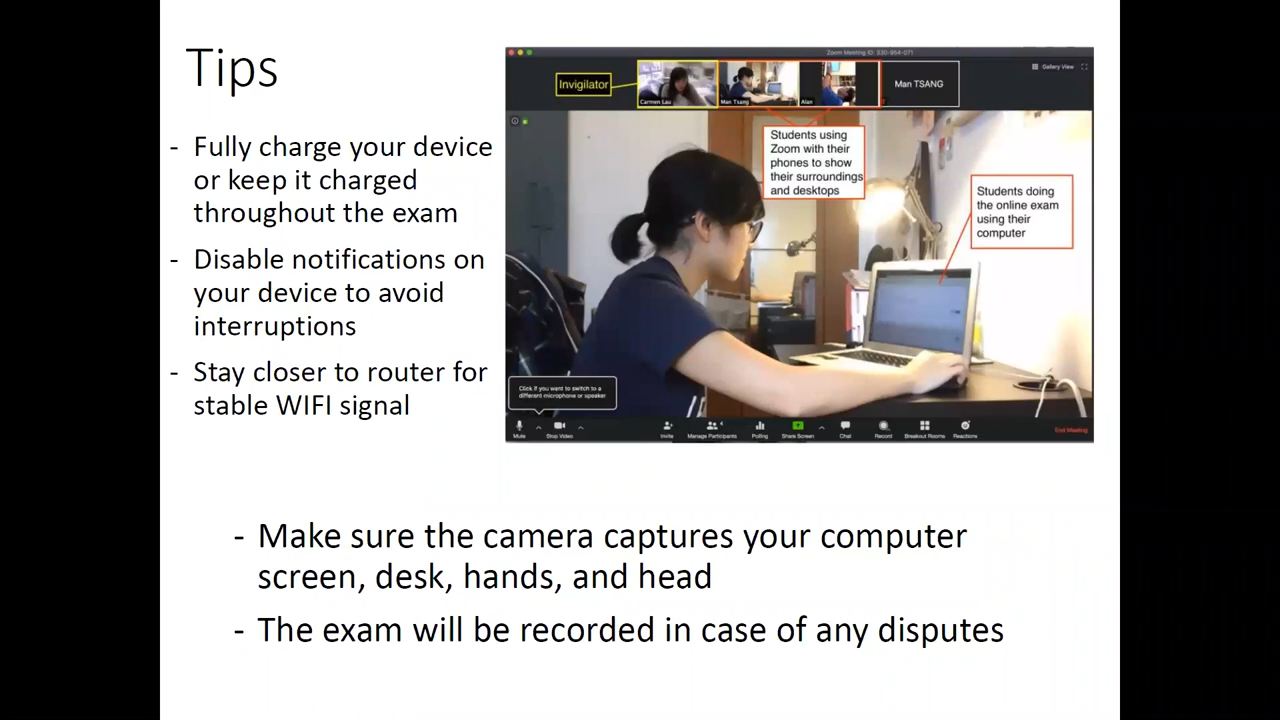 Tips
- Fully charge your device
or keep it charged
throughout the exam
- Disable notifications on
your device to avoid
interruptions
- Stay closer to router for
stable WIFI signal
Zoom Meeting ID: 330-954-071
Gallery View
Invigilator
Carmen Lau
Man Tsang
Alan
Man TSANG
Students using
Zoom with their
phones to show
their surroundings
and desktops
Students doing
the online exam
using their
computer
Click if you want to switch to a
different microphone or speaker
Mute
Stop Video
Invite
Manage Participants
4
Polling
Share Screen
Chat
Record
Breakout Rooms
Reactions
End Meeting
- Make sure the camera captures your computer
screen, desk, hands, and head
- The exam will be recorded in case of any disputes